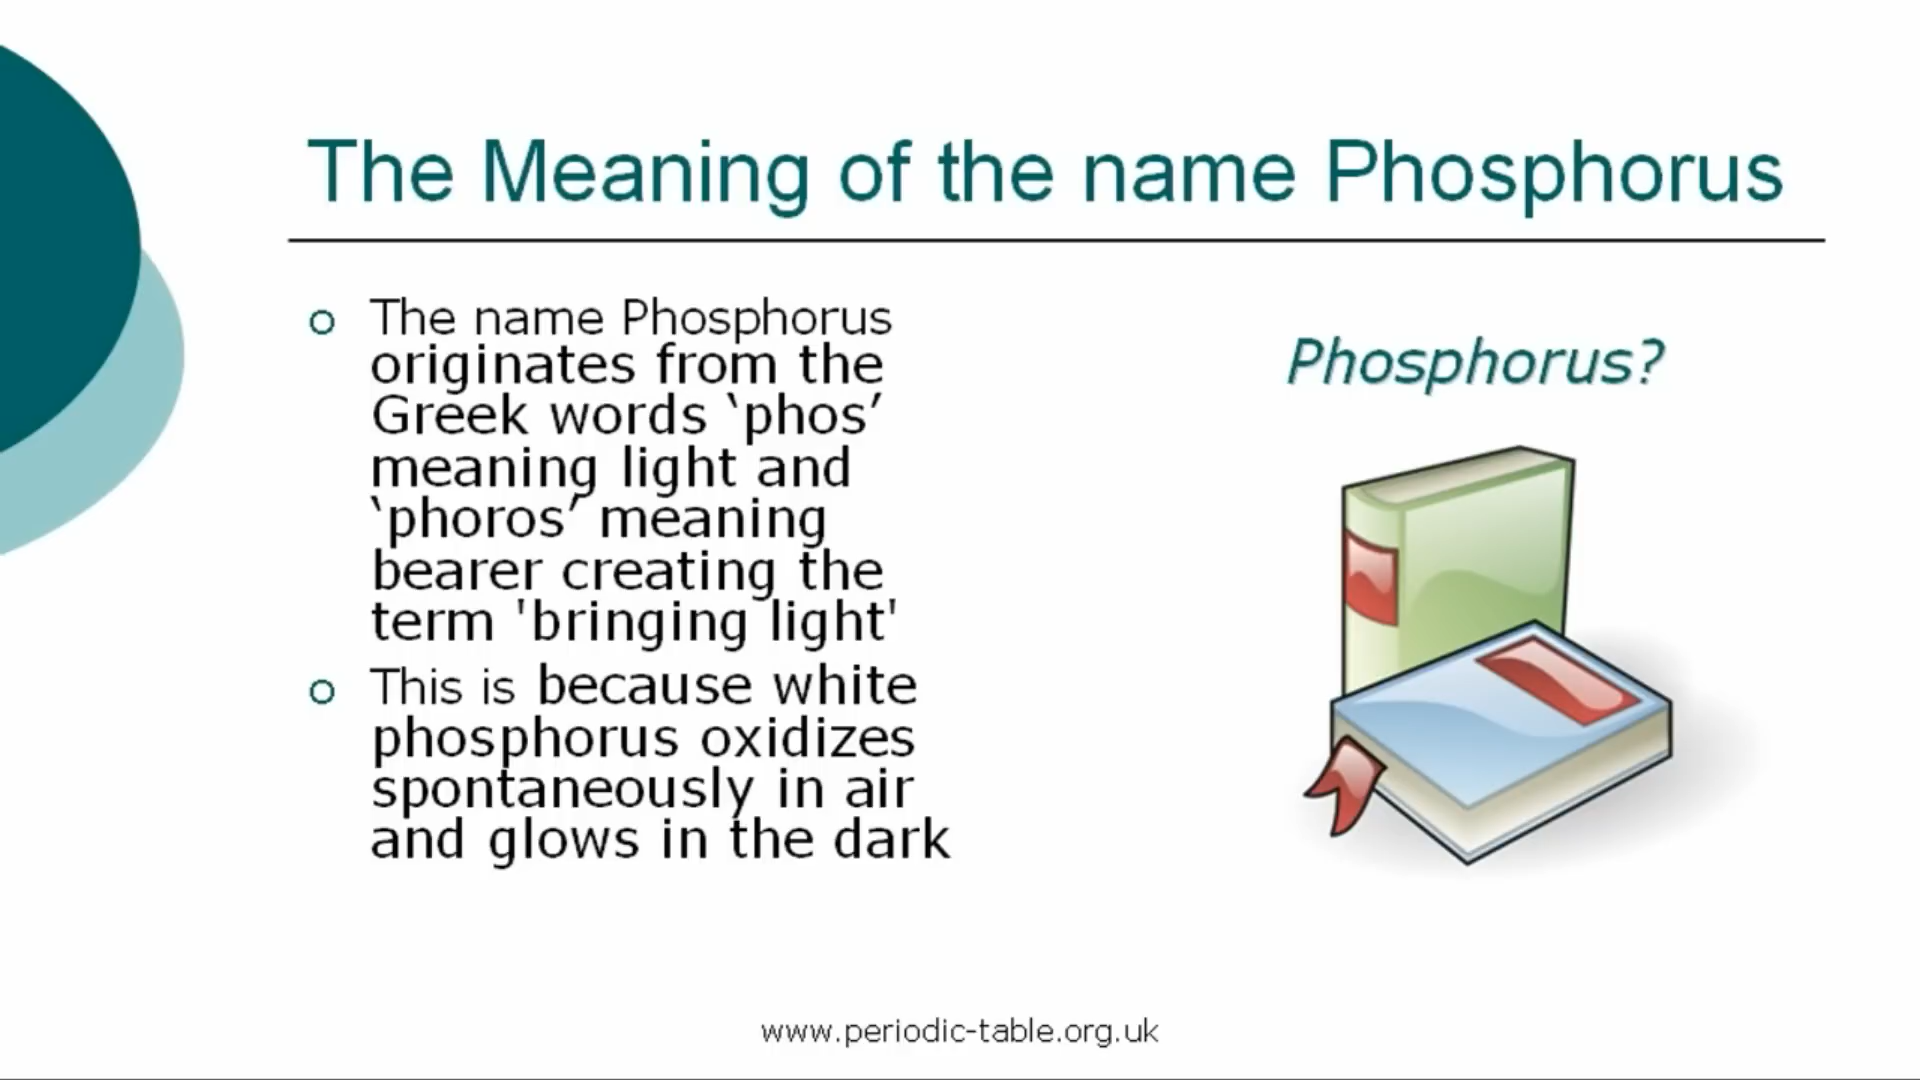 The Meaning of the name Phosphorus
The name Phosphorus
originates from the
Greek words ‘phos’
meaning light and
‘phoros’ meaning
bearer creating the
term 'bringing light'
This is because white
phosphorus oxidizes
spontaneously in air
and glows in the dark
Phosphorus?
www.periodic-table.org.uk